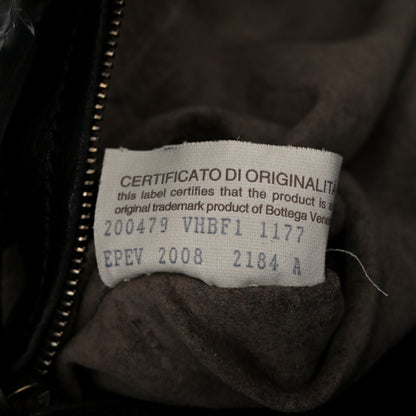 CERTIFICATO DI ORIGINALITA
this label certifies that the product is an
original trademark product of Bottega Vene
200479 VHBF1 1177
EPEV 2008 2184 A